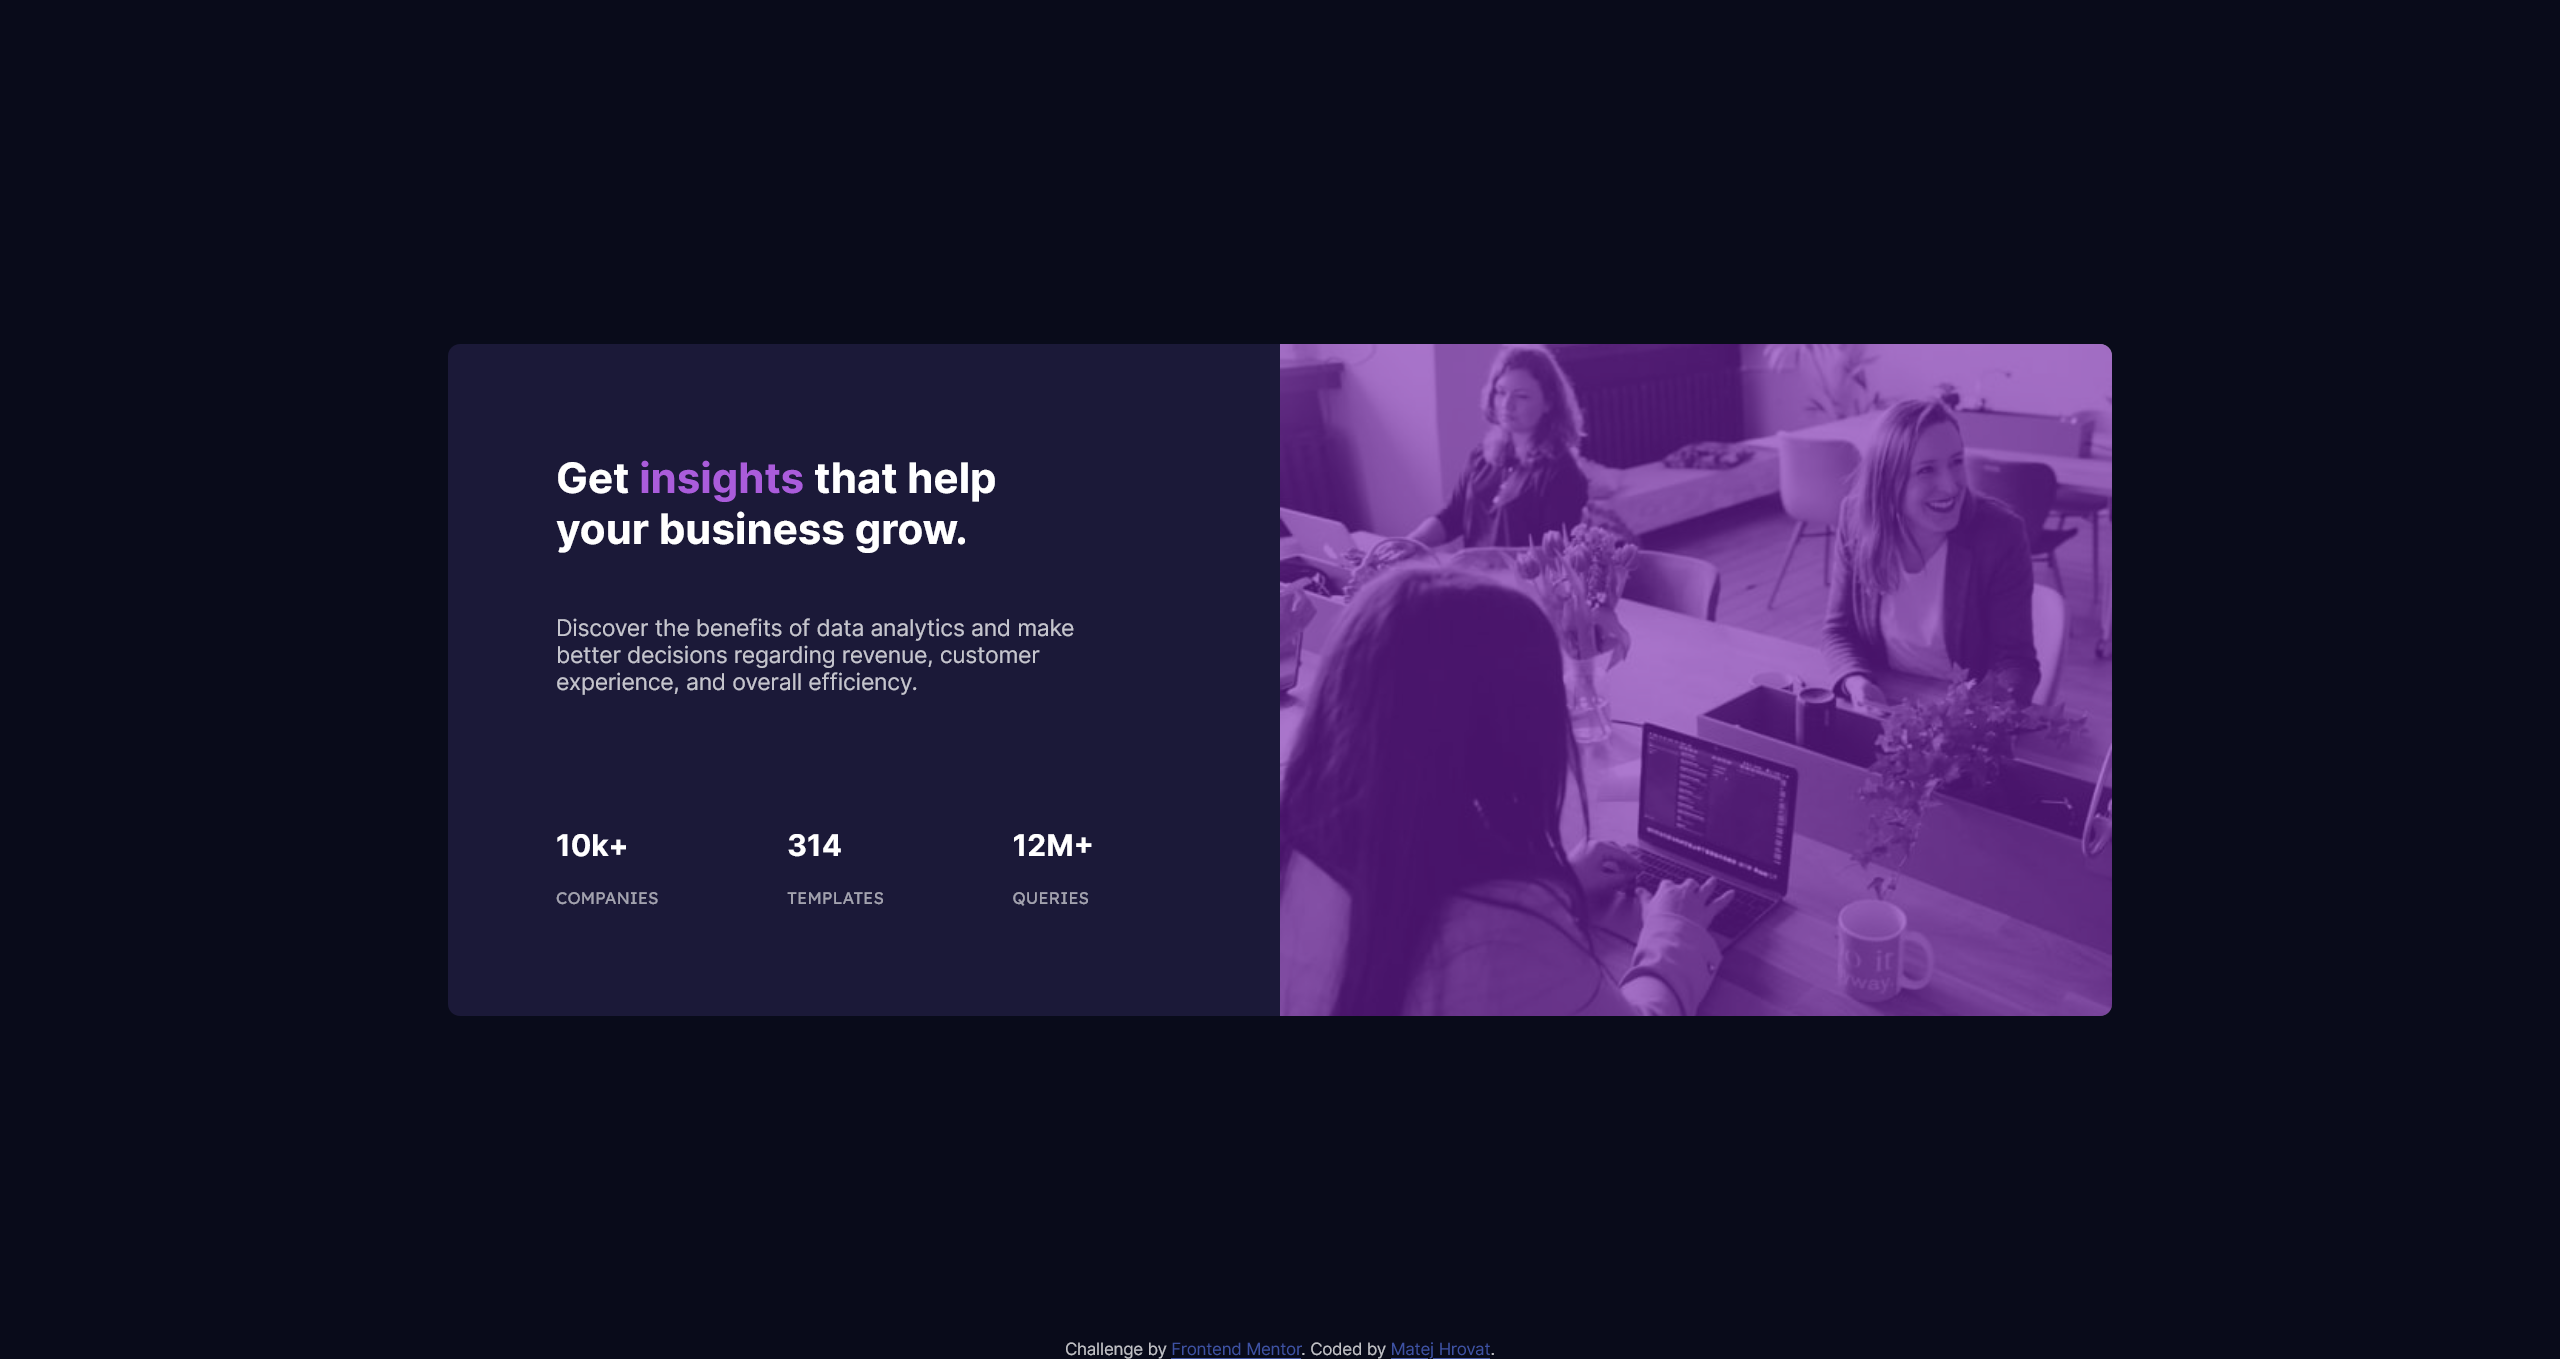 Get insights that help
your business grow.
Discover the benefits of data analytics and make
better decisions regarding revenue, customer
experience, and overall efficiency.
10k+ 314 12M+
COMPANIES TEMPLATES QUERIES
way.
Challenge by Frontend Mentor. Coded by Matej Hrovat.